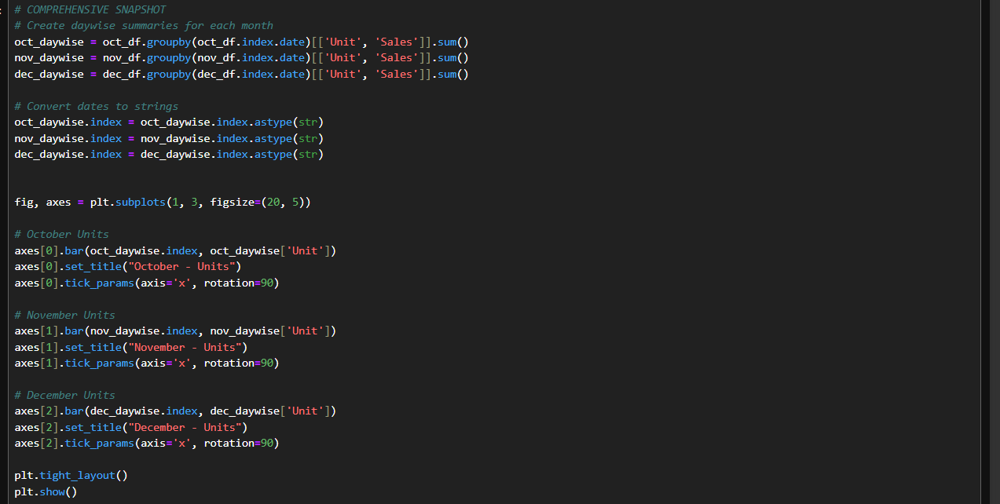 # COMPREHENSIVE SNAPSHOT
# Create daywise summaries for each month
oct_daywise = oct_df.groupby(oct_df.index.date)[['Unit', 'Sales']].sum()
nov_daywise = nov_df.groupby(nov_df.index.date)[['Unit', 'Sales']].sum()
dec_daywise = dec_df.groupby(dec_df.index.date)[['Unit', 'Sales']].sum()
# Convert dates to strings
oct_daywise.index = oct_daywise.index.astype(str)
nov_daywise.index = nov_daywise.index.astype(str)
dec_daywise.index = dec_daywise.index.astype(str)
fig, axes = plt.subplots(1, 3, figsize=(20, 5))
# October Units
axes[0].bar(oct_daywise.index, oct_daywise['Unit'])
axes[0].set_title("October - Units")
axes[0].tick_params(axis='x', rotation=90)
# November Units
axes[1].bar(nov_daywise.index, nov_daywise['Unit'])
axes[1].set_title("November - Units")
axes[1].tick_params(axis='x', rotation=90)
# December Units
axes[2].bar(dec_daywise.index, dec_daywise['Unit'])
axes[2].set_title("December - Units")
axes[2].tick_params(axis='x', rotation=90)
plt.tight_layout()
plt.show()